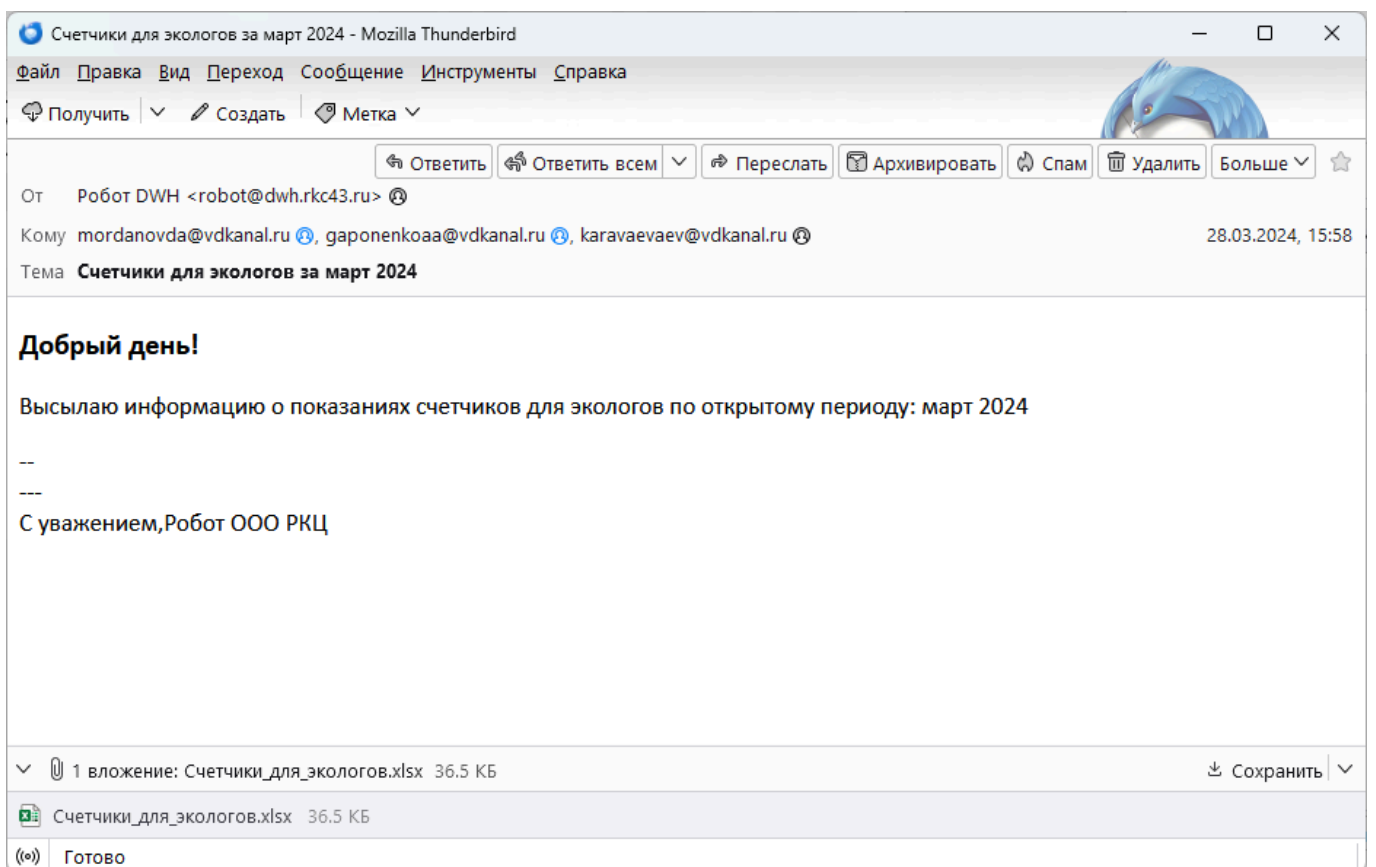 Счетчики для экологов за март 2024 - Mozilla Thunderbird
Файл Правка Вид Переход Сообщение Инструменты Справка
Получить Создать Метка
Ответить Ответить всем Переслать Архивировать Спам Удалить Больше
От Робот DWH <robot@dwh.rkc43.ru>
Кому mordanovda@vdkanal.ru, gaponenkoaa@vdkanal.ru, karavaevaev@vdkanal.ru 28.03.2024, 15:58
Тема Счетчики для экологов за март 2024
Добрый день!
Высылаю информацию о показаниях счетчиков для экологов по открытому периоду: март 2024
--
---
С уважением,Робот ООО РКЦ
1 вложение: Счетчики_для_экологов.xlsx 36.5 КБ Сохранить
Счетчики_для_экологов.xlsx 36.5 КБ
Готово